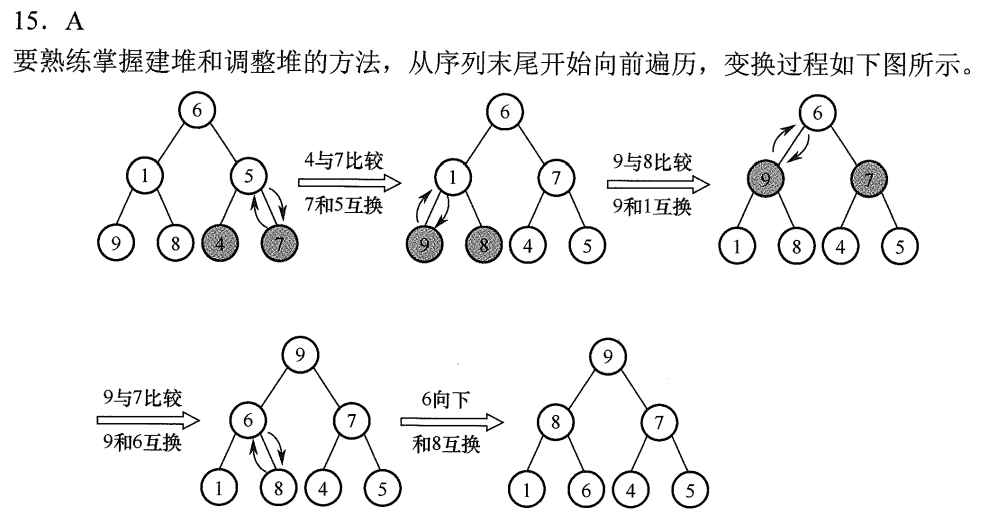 15．A
要熟练掌握建堆和调整堆的方法，从序列末尾开始向前遍历，变换过程如下图所示。
6
1 5
9 8 4 7
4与7比较
7和5互换
6
1 7
9 8 4 5
9与8比较
9和1互换
6
9 7
1 8 4 5
9与7比较
9和6互换
9
6 7
1 8 4 5
6向下
和8互换
9
8 7
1 6 4 5